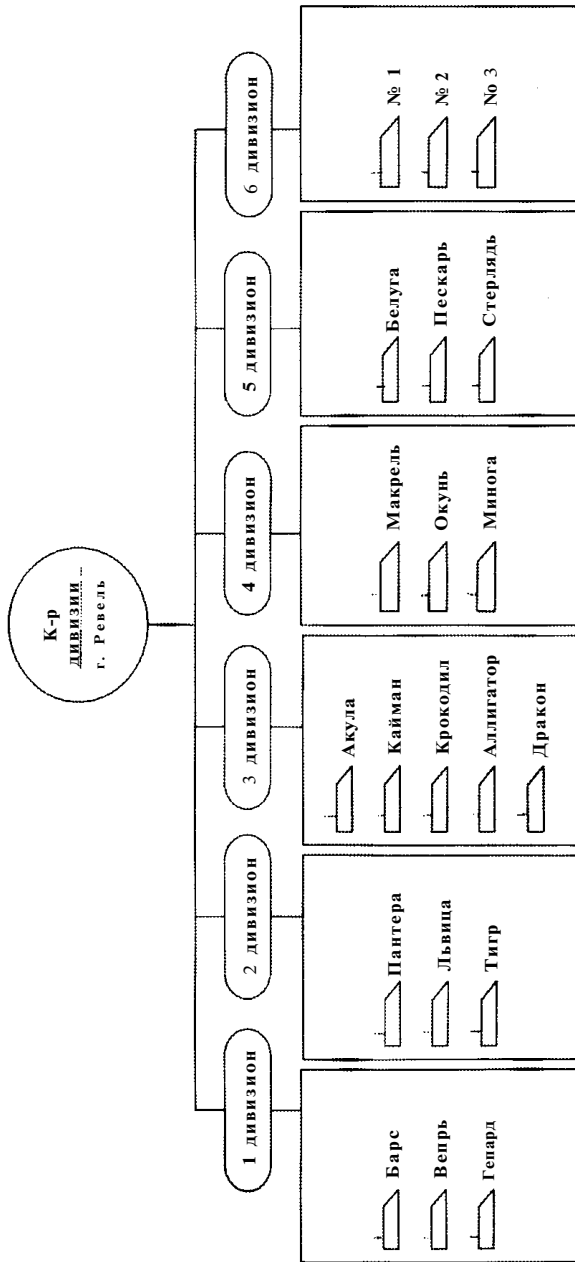 К-р
дивизии
г. Ревель
1 дивизион
2 дивизион
3 дивизион
4 дивизион
5 дивизион
6 дивизион
Барс
Вепрь
Гепард
Пантера
Львица
Тигр
Акула
Кайман
Крокодил
Аллигатор
Дракон
Макрель
Окунь
Минога
Белуга
Пескарь
Стерлядь
№ 1
№ 2
No 3